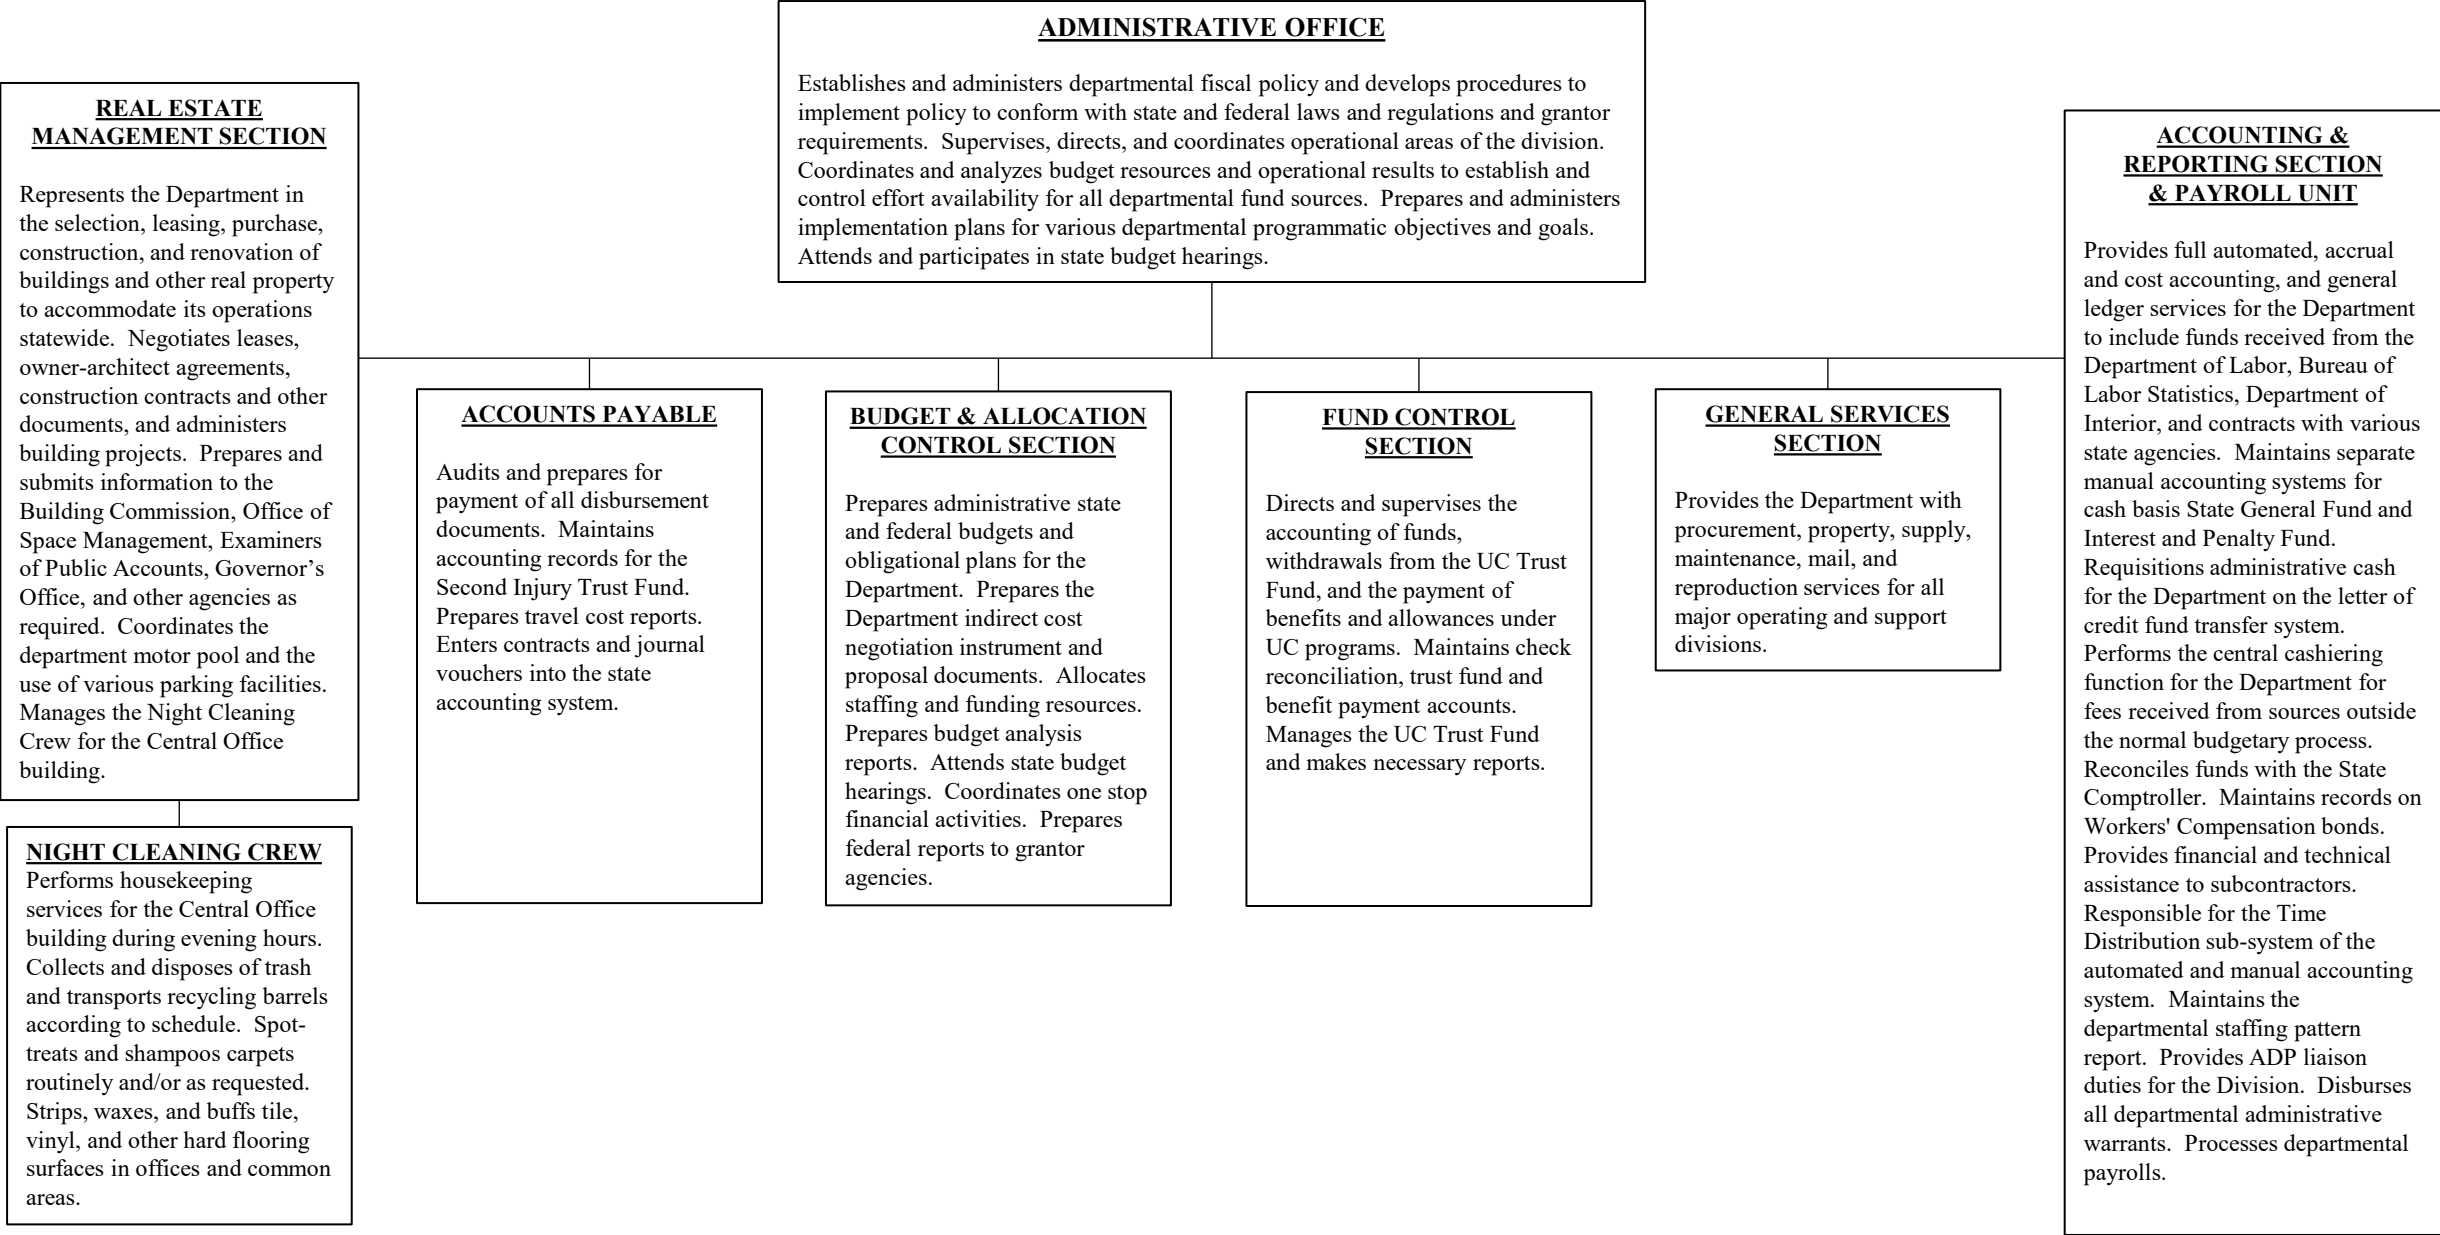 ADMINISTRATIVE OFFICE
Establishes and administers departmental fiscal policy and develops procedures to
implement policy to conform with state and federal laws and regulations and grantor
requirements.  Supervises, directs, and coordinates operational areas of the division.
Coordinates and analyzes budget resources and operational results to establish and
control effort availability for all departmental fund sources.  Prepares and administers
implementation plans for various departmental programmatic objectives and goals.
Attends and participates in state budget hearings.
REAL ESTATE
MANAGEMENT SECTION
Represents the Department in
the selection, leasing, purchase,
construction, and renovation of
buildings and other real property
to accommodate its operations
statewide.  Negotiates leases,
owner-architect agreements,
construction contracts and other
documents, and administers
building projects.  Prepares and
submits information to the
Building Commission, Office of
Space Management, Examiners
of Public Accounts, Governor’s
Office, and other agencies as
required.  Coordinates the
department motor pool and the
use of various parking facilities.
Manages the Night Cleaning
Crew for the Central Office
building.
NIGHT CLEANING CREW
Performs housekeeping
services for the Central Office
building during evening hours.
Collects and disposes of trash
and transports recycling barrels
according to schedule.  Spot-
treats and shampoos carpets
routinely and/or as requested.
Strips, waxes, and buffs tile,
vinyl, and other hard flooring
surfaces in offices and common
areas.
ACCOUNTS PAYABLE
Audits and prepares for
payment of all disbursement
documents.  Maintains
accounting records for the
Second Injury Trust Fund.
Prepares travel cost reports.
Enters contracts and journal
vouchers into the state
accounting system.
BUDGET & ALLOCATION
CONTROL SECTION
Prepares administrative state
and federal budgets and
obligational plans for the
Department.  Prepares the
Department indirect cost
negotiation instrument and
proposal documents.  Allocates
staffing and funding resources.
Prepares budget analysis
reports.  Attends state budget
hearings.  Coordinates one stop
financial activities.  Prepares
federal reports to grantor
agencies.
FUND CONTROL
SECTION
Directs and supervises the
accounting of funds,
withdrawals from the UC Trust
Fund, and the payment of
benefits and allowances under
UC programs.  Maintains check
reconciliation, trust fund and
benefit payment accounts.
Manages the UC Trust Fund
and makes necessary reports.
GENERAL SERVICES
SECTION
Provides the Department with
procurement, property, supply,
maintenance, mail, and
reproduction services for all
major operating and support
divisions.
ACCOUNTING &
REPORTING SECTION
& PAYROLL UNIT
Provides full automated, accrual
and cost accounting, and general
ledger services for the Department
to include funds received from the
Department of Labor, Bureau of
Labor Statistics, Department of
Interior, and contracts with various
state agencies.  Maintains separate
manual accounting systems for
cash basis State General Fund and
Interest and Penalty Fund.
Requisitions administrative cash
for the Department on the letter of
credit fund transfer system.
Performs the central cashiering
function for the Department for
fees received from sources outside
the normal budgetary process.
Reconciles funds with the State
Comptroller.  Maintains records on
Workers' Compensation bonds.
Provides financial and technical
assistance to subcontractors.
Responsible for the Time
Distribution sub-system of the
automated and manual accounting
system.  Maintains the
departmental staffing pattern
report.  Provides ADP liaison
duties for the Division.  Disburses
all departmental administrative
warrants.  Processes departmental
payrolls.